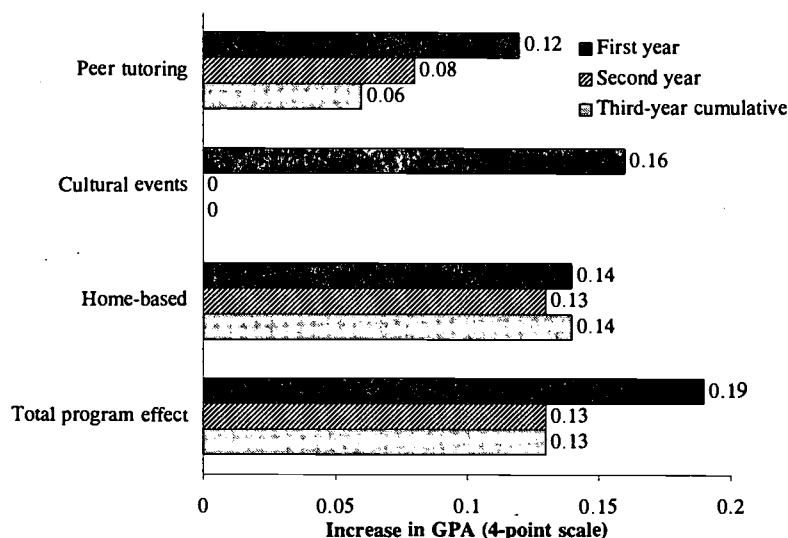 Peer tutoring
0.12
0.08
0.06
First year
Second year
Third-year cumulative
Cultural events
0.16
0
0
Home-based
0.14
0.13
0.14
Total program effect
0.19
0.13
0.13
0 0.05 0.1 0.15 0.2
Increase in GPA (4-point scale)